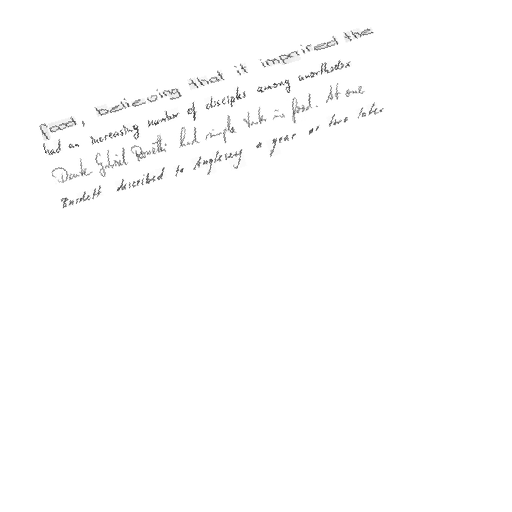 food, believing that it impaired the
had an increasing number of disciples among unorthodox
Dante Gabriel Rossetti had simple tastes in food. At one
Burdett described to Anglesey a year or two later